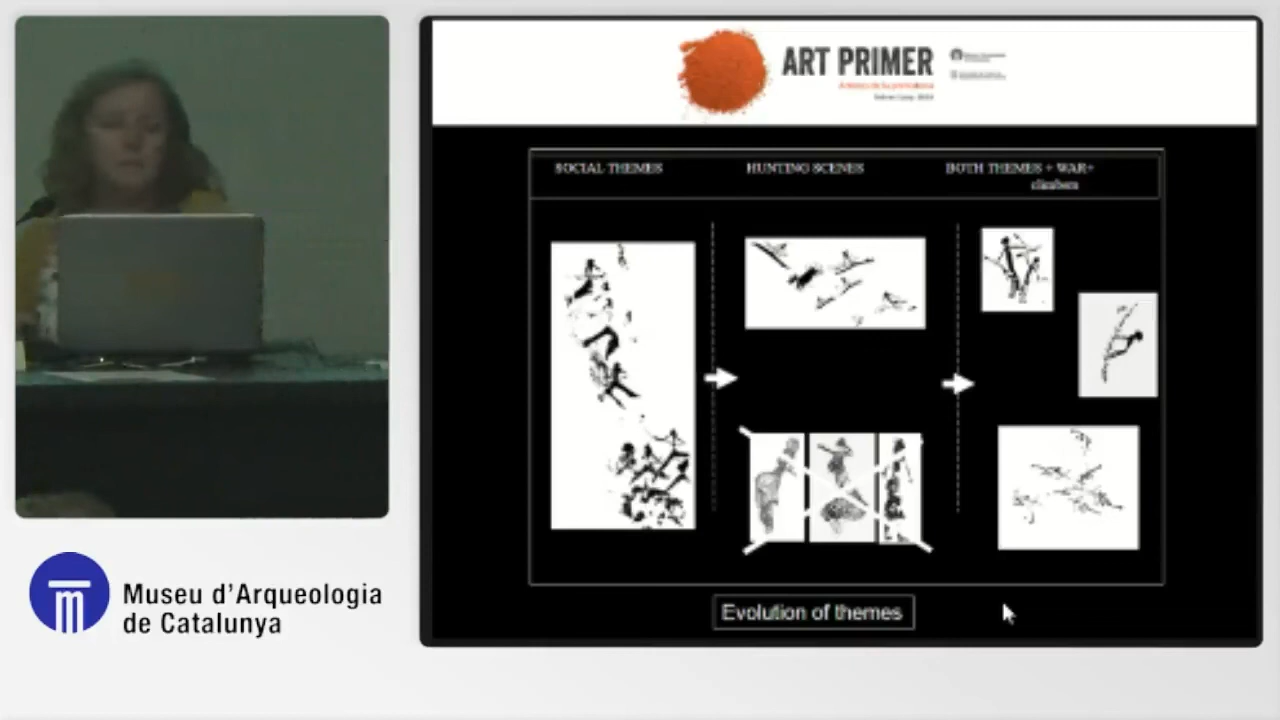 ART PRIMER
SOCIAL THEMES
HUNTING SCENES
BOTH THEMES + WAR+
climbers
Evolution of themes
Museu d'Arqueologia
de Catalunya